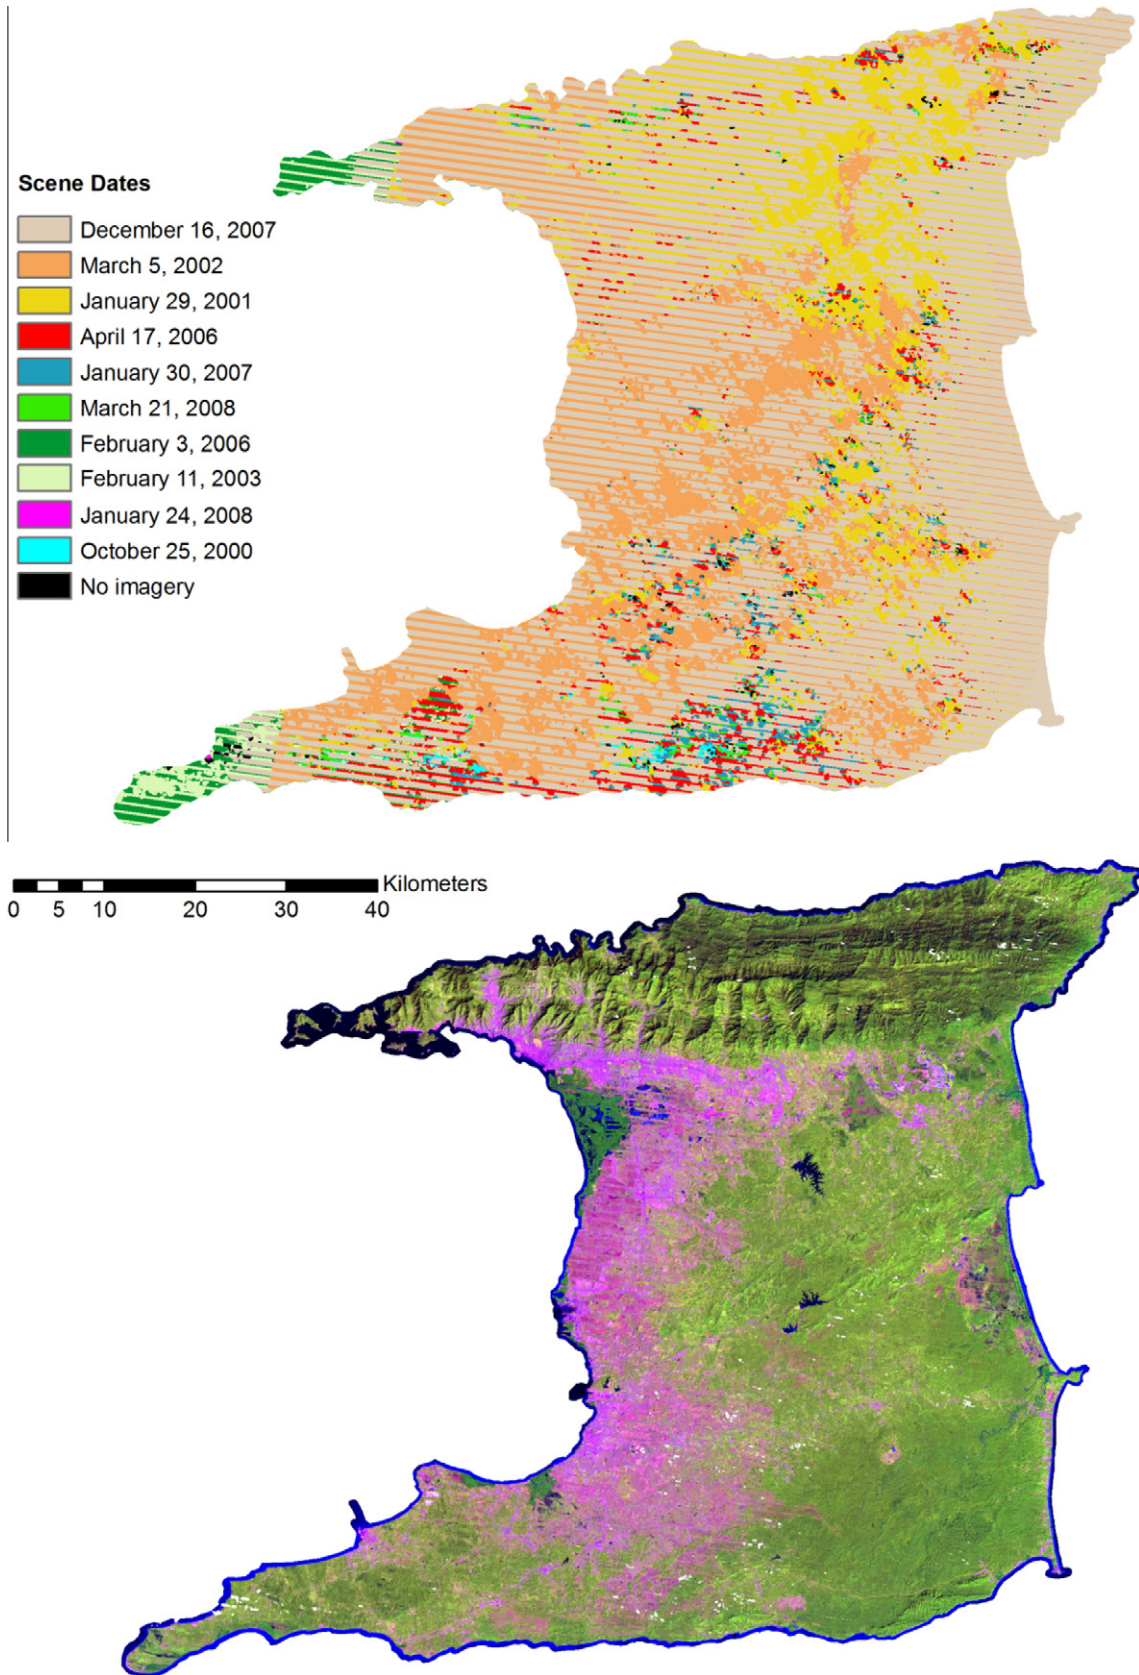 Scene Dates
December 16, 2007
March 5, 2002
January 29, 2001
April 17, 2006
January 30, 2007
March 21, 2008
February 3, 2006
February 11, 2003
January 24, 2008
October 25, 2000
No imagery
Kilometers
0 5 10 20 30 40